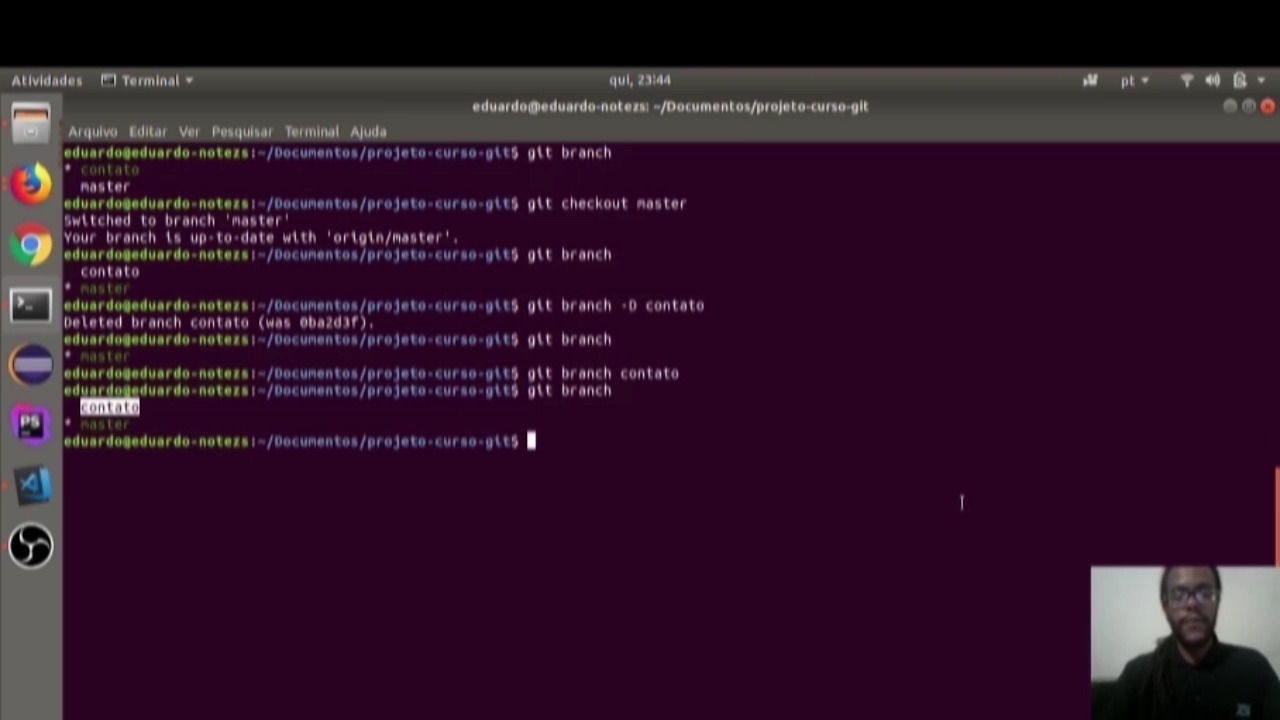 Atividades
Terminal
qui, 23:44
pt
eduardo@eduardo-notezs: ~/Documentos/projeto-curso-git
Arquivo Editar Ver Pesquisar Terminal Ajuda
eduardo@eduardo-notezs:~/Documentos/projeto-curso-git$ git branch
* contato
master
eduardo@eduardo-notezs:~/Documentos/projeto-curso-git$ git checkout master
Switched to branch 'master'
Your branch is up-to-date with 'origin/master'.
eduardo@eduardo-notezs:~/Documentos/projeto-curso-git$ git branch
contato
* master
eduardo@eduardo-notezs:~/Documentos/projeto-curso-git$ git branch -D contato
Deleted branch contato (was 0ba2d3f).
eduardo@eduardo-notezs:~/Documentos/projeto-curso-git$ git branch
* master
eduardo@eduardo-notezs:~/Documentos/projeto-curso-git$ git branch contato
eduardo@eduardo-notezs:~/Documentos/projeto-curso-git$ git branch
contato
* master
eduardo@eduardo-notezs:~/Documentos/projeto-curso-git$
PS